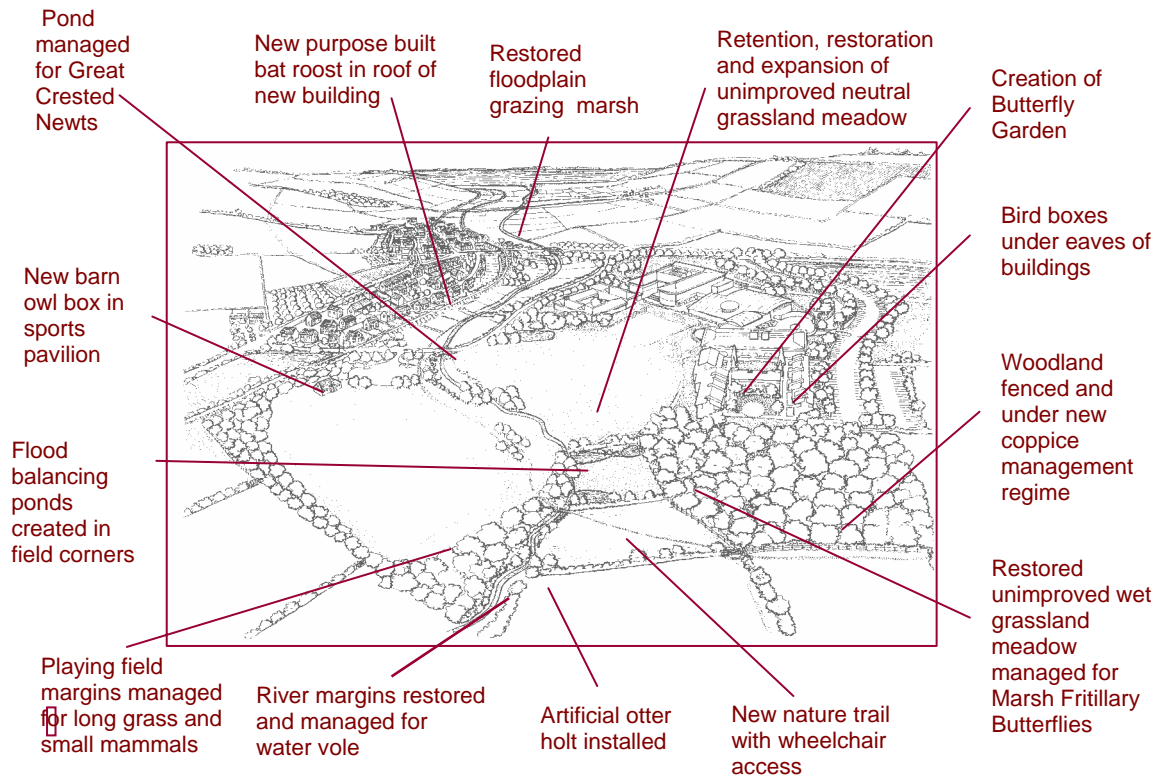 Pond
managed
for Great
Crested
Newts
New purpose built
bat roost in roof of
new building
Restored
floodplain
grazing marsh
Retention, restoration
and expansion of
unimproved neutral
grassland meadow
Creation of
Butterfly
Garden
Bird boxes
under eaves of
buildings
New barn
owl box in
sports
pavilion
Woodland
fenced and
under new
coppice
management
regime
Flood
balancing
ponds
created in
field corners
Restored
unimproved wet
grassland
meadow
managed for
Marsh Fritillary
Butterflies
Playing field
margins managed
for long grass and
small mammals
River margins restored
and managed for
water vole
Artificial otter
holt installed
New nature trail
with wheelchair
access